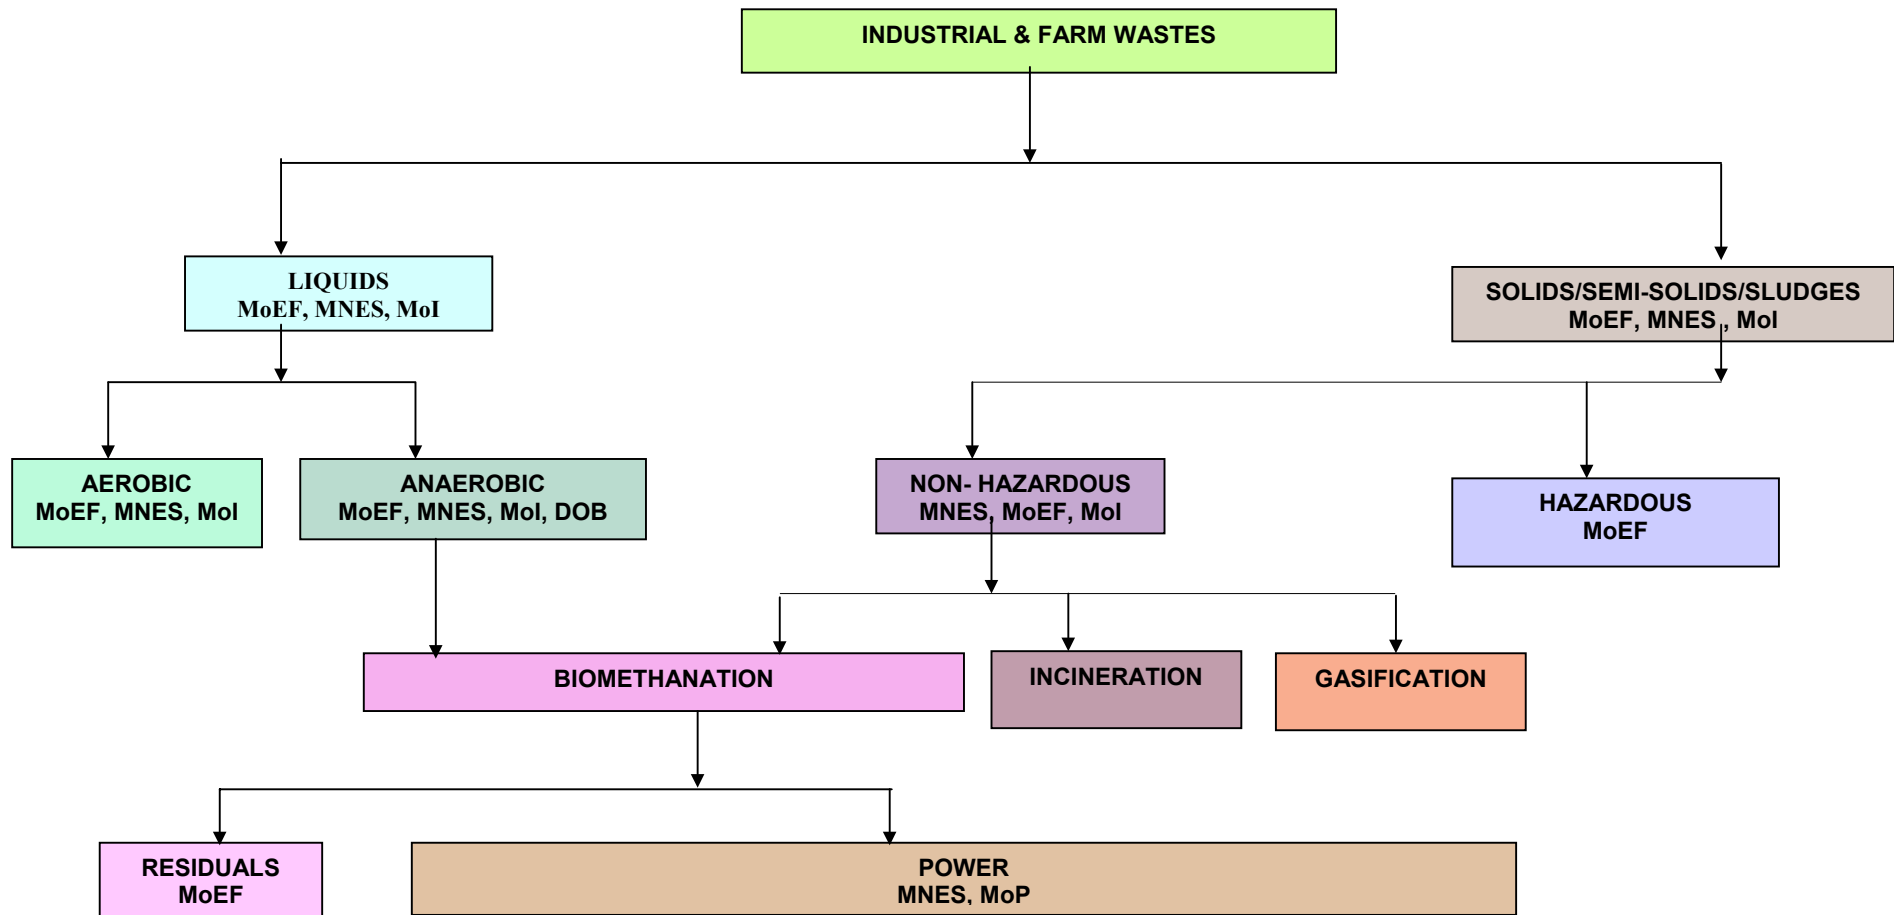 INDUSTRIAL & FARM WASTES
LIQUIDS
MoEF, MNES, MoI
SOLIDS/SEMI-SOLIDS/SLUDGES
MoEF, MNES , MoI
AEROBIC
MoEF, MNES, MoI
ANAEROBIC
MoEF, MNES, MoI, DOB
NON- HAZARDOUS
MNES, MoEF, MoI
HAZARDOUS
MoEF
BIOMETHANATION
INCINERATION
GASIFICATION
RESIDUALS
MoEF
POWER
MNES, MoP